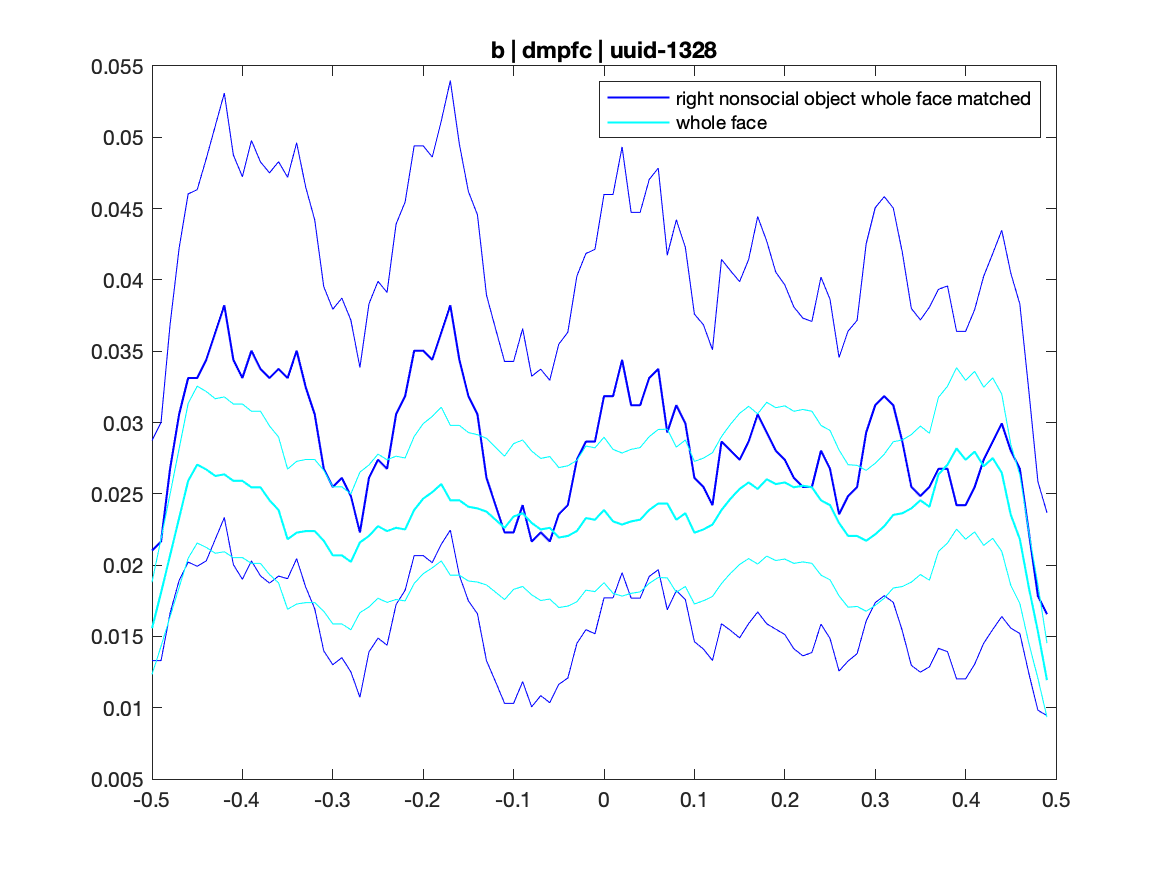 b | dmpfc | uuid-1328
0.055
0.05
0.045
0.04
0.035
0.03
0.025
0.02
0.015
0.01
0.005
right nonsocial object whole face matched
whole face
-0.5 -0.4 -0.3 -0.2 -0.1 0 0.1 0.2 0.3 0.4 0.5